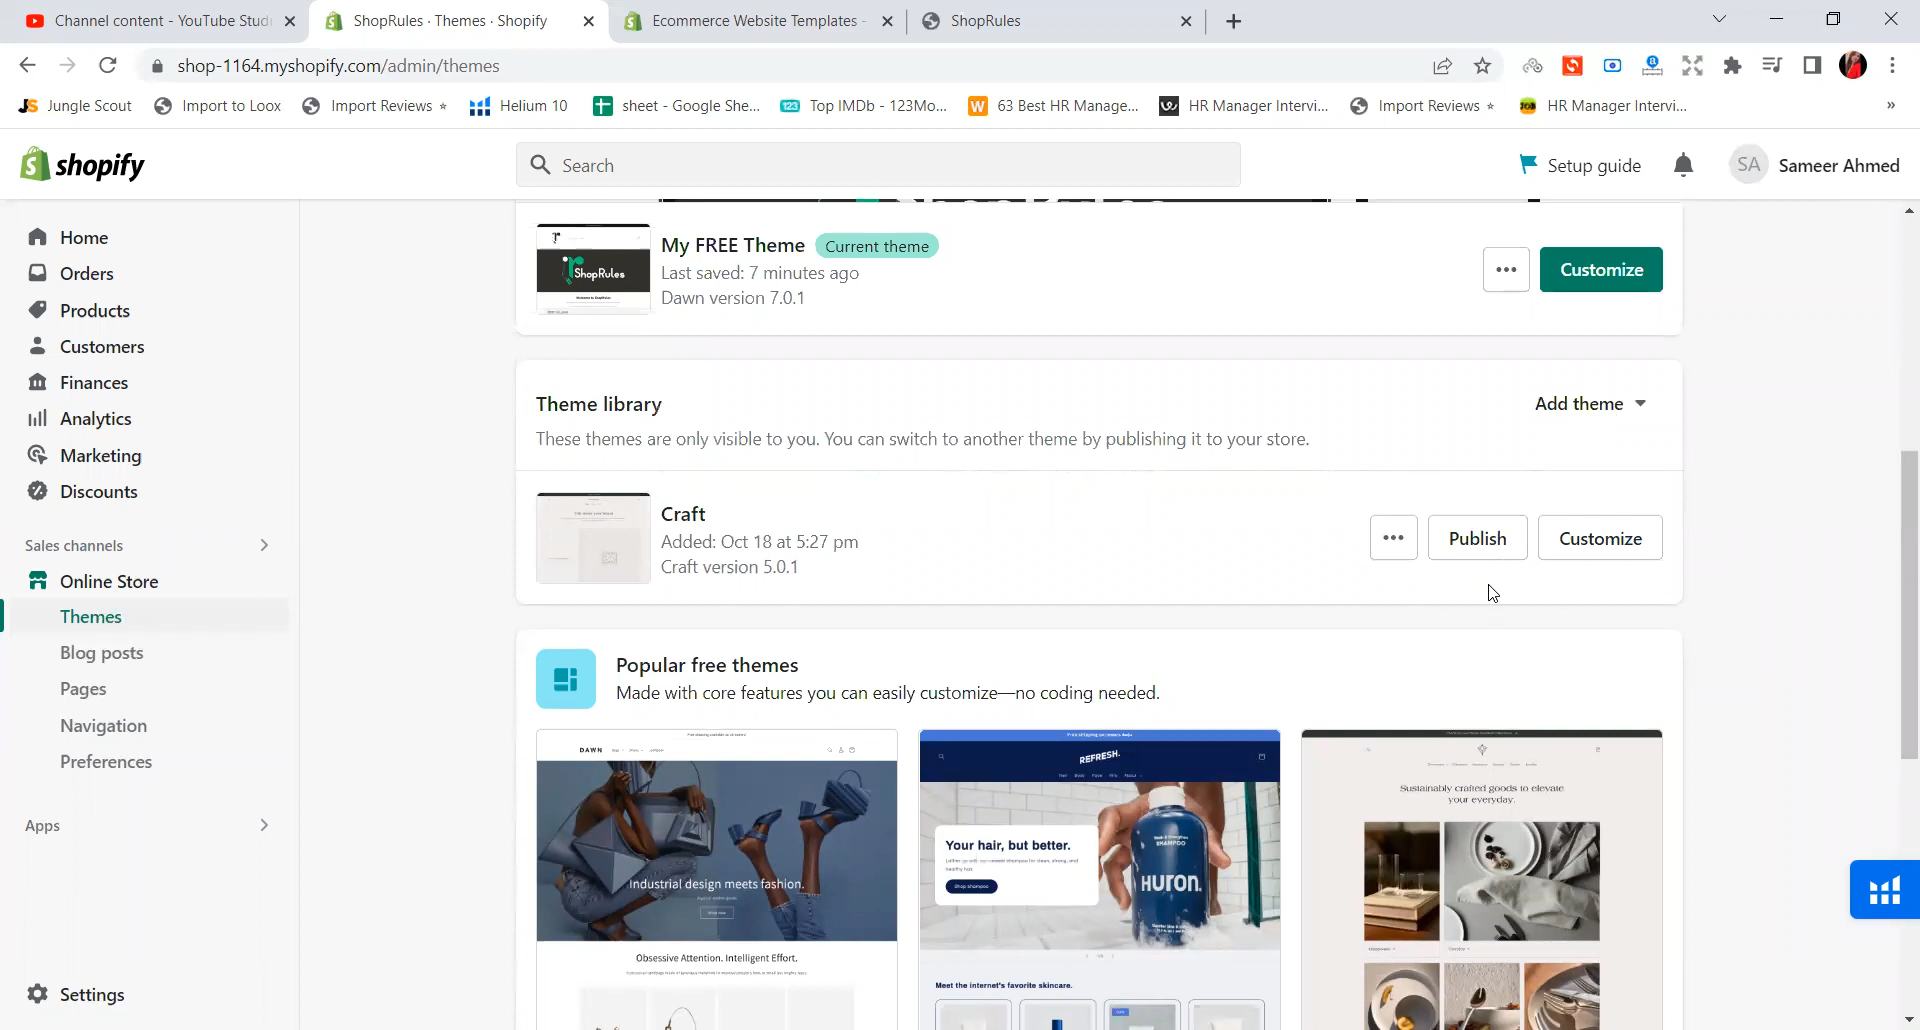 Channel content - YouTube Stud
ShopRules · Themes · Shopify
Ecommerce Website Templates -
ShopRules
shop-1164.myshopify.com/admin/themes
Jungle Scout
Import to Loox
Import Reviews
Helium 10
sheet - Google She...
Top IMDb - 123Mo...
63 Best HR Manage...
HR Manager Intervi...
Import Reviews
HR Manager Intervi...
shopify
Search
Setup guide
SA
Sameer Ahmed
Home
Orders
Products
Customers
Finances
Analytics
Marketing
Discounts
Sales channels
Online Store
Themes
Blog posts
Pages
Navigation
Preferences
Apps
Settings
ShopRules
My FREE Theme
Current theme
Last saved: 7 minutes ago
Dawn version 7.0.1
Customize
Theme library
Add theme
These themes are only visible to you. You can switch to another theme by publishing it to your store.
Craft
Added: Oct 18 at 5:27 pm
Craft version 5.0.1
Publish
Customize
Popular free themes
Made with core features you can easily customize—no coding needed.
DAWN
Industrial design meets fashion.
Shop now
Obsessive Attention. Intelligent Effort.
REFRESH.
Your hair, but better.
Shop shampoo
HURON.
SHAMPOO
Meet the internet's favorite skincare.
Sustainably crafted goods to elevate
your everyday.